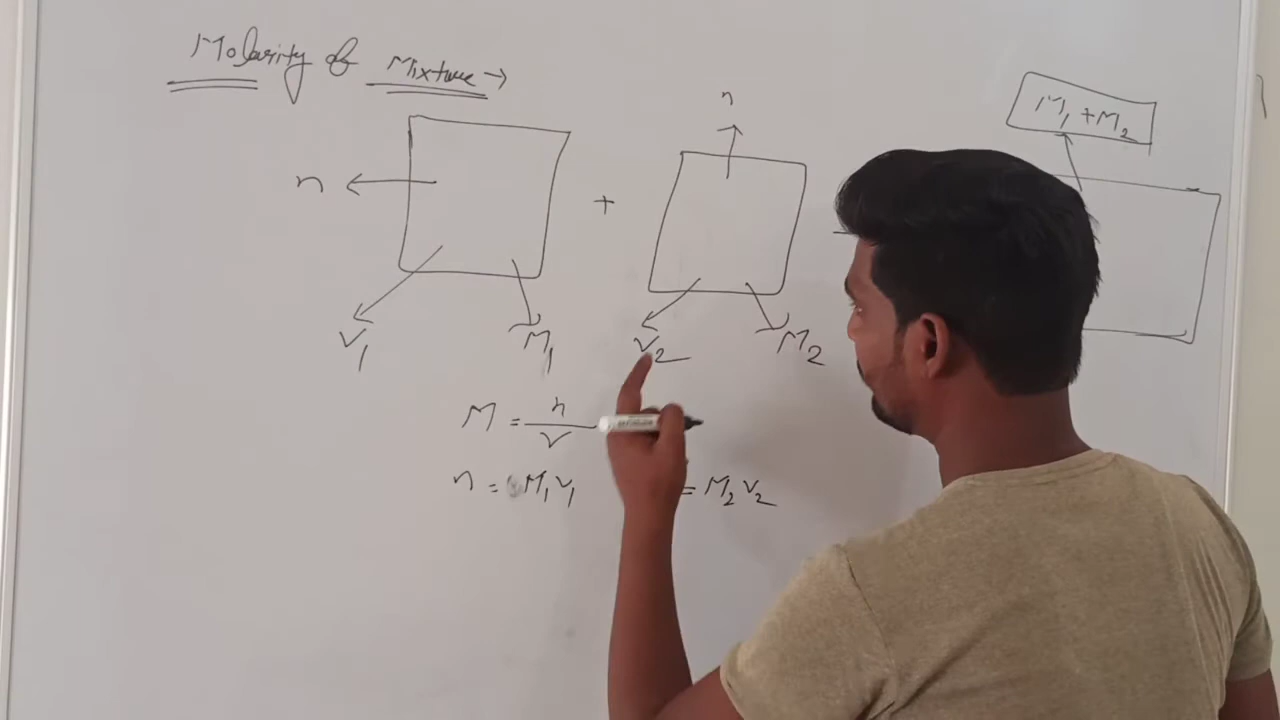 Molarity of Mixture →
n
n
M₁ + M₂
+
V₁
M₁
V₂
M₂
M = n/V
n = M₁V₁
= M₂V₂